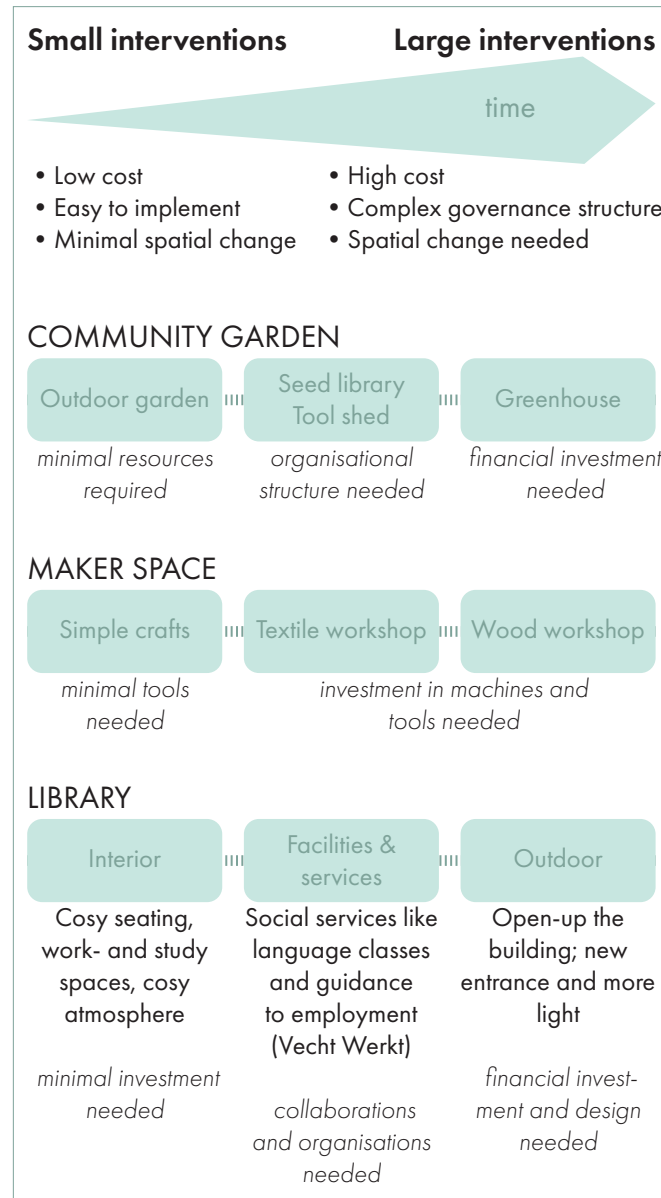 Small interventions
Large interventions
time
• Low cost
• Easy to implement
• Minimal spatial change
• High cost
• Complex governance structure
• Spatial change needed
COMMUNITY GARDEN
Outdoor garden
Seed library
Tool shed
Greenhouse
minimal resources
required
organisational
structure needed
financial investment
needed
MAKER SPACE
Simple crafts
Textile workshop
Wood workshop
minimal tools
needed
investment in machines and
tools needed
LIBRARY
Interior
Facilities &
services
Outdoor
Cosy seating,
work- and study
spaces, cosy
atmosphere
minimal investment
needed
Social services like
language classes
and guidance
to employment
(Vecht Werkt)
collaborations
and organisations
needed
Open-up the
building; new
entrance and more
light
financial invest-
ment and design
needed